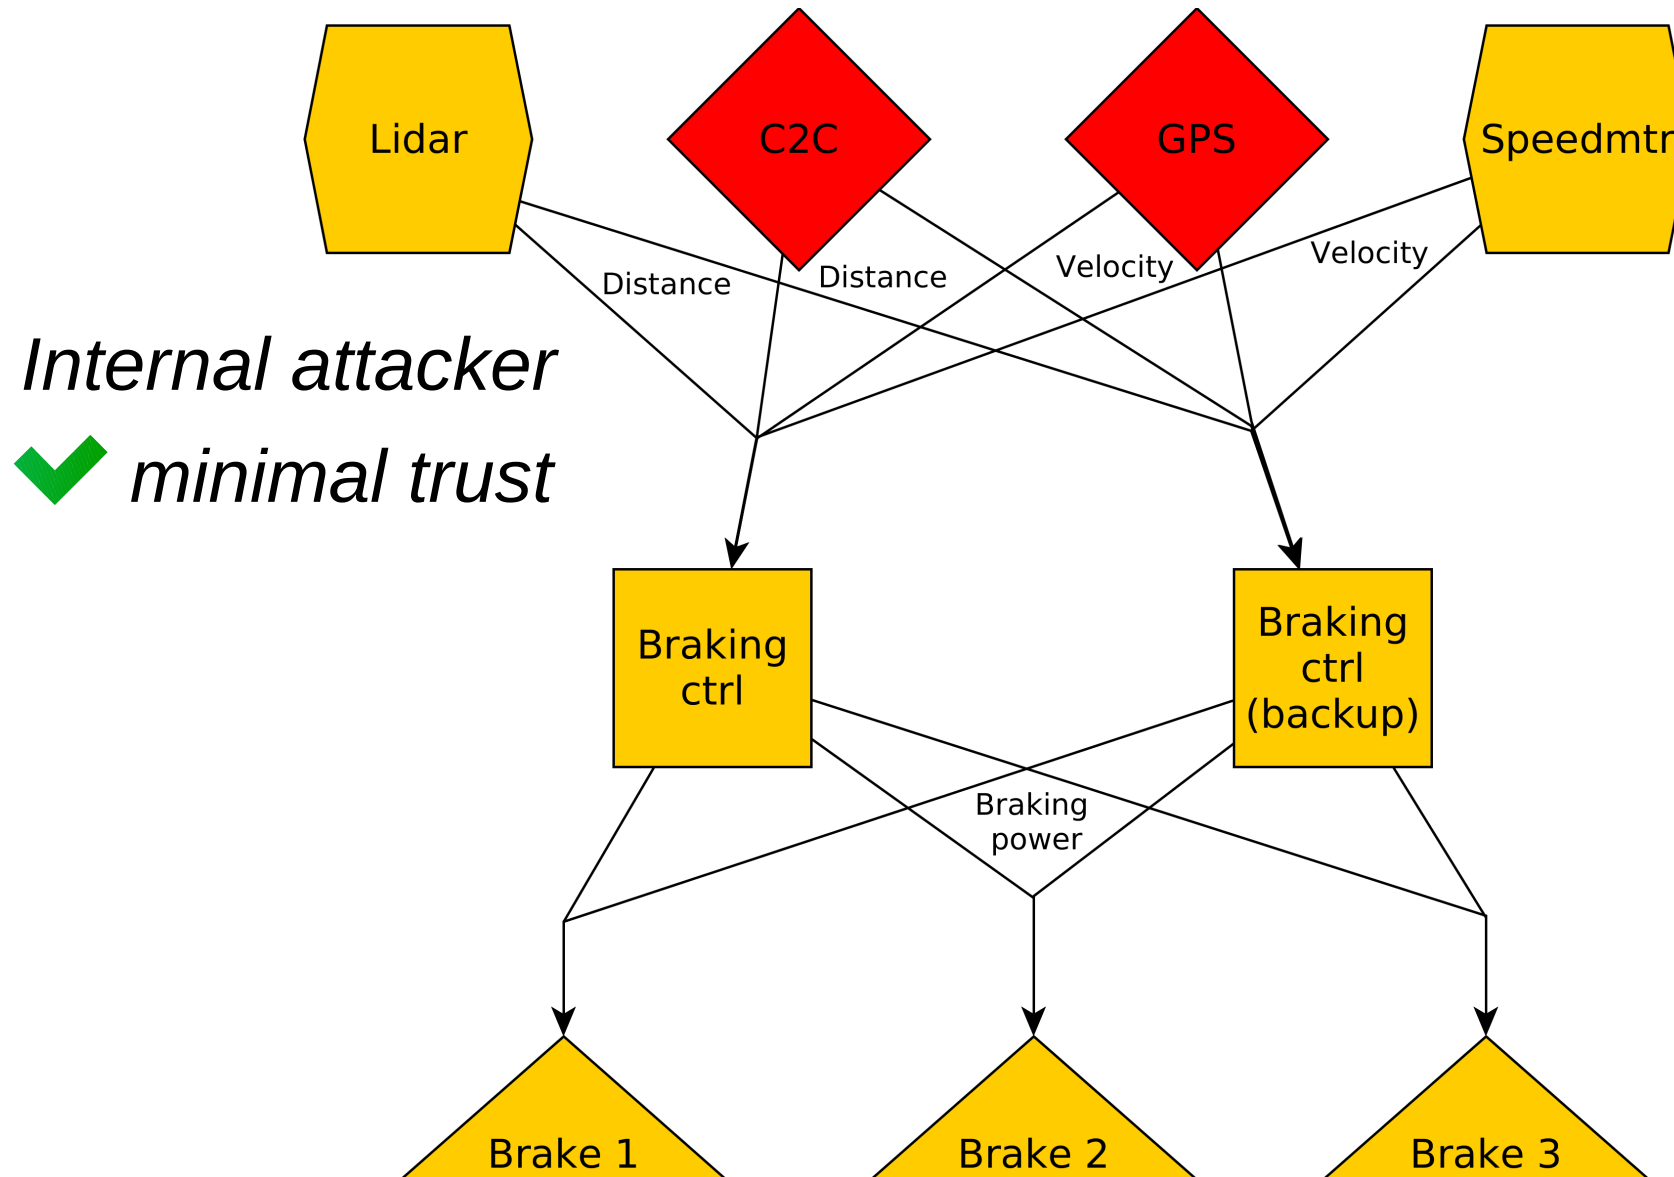 Lidar
C2C
GPS
Speedmtr
Distance
Distance
Velocity
Velocity
Internal attacker
minimal trust
Braking
ctrl
Braking
ctrl
(backup)
Braking
power
Brake 1
Brake 2
Brake 3